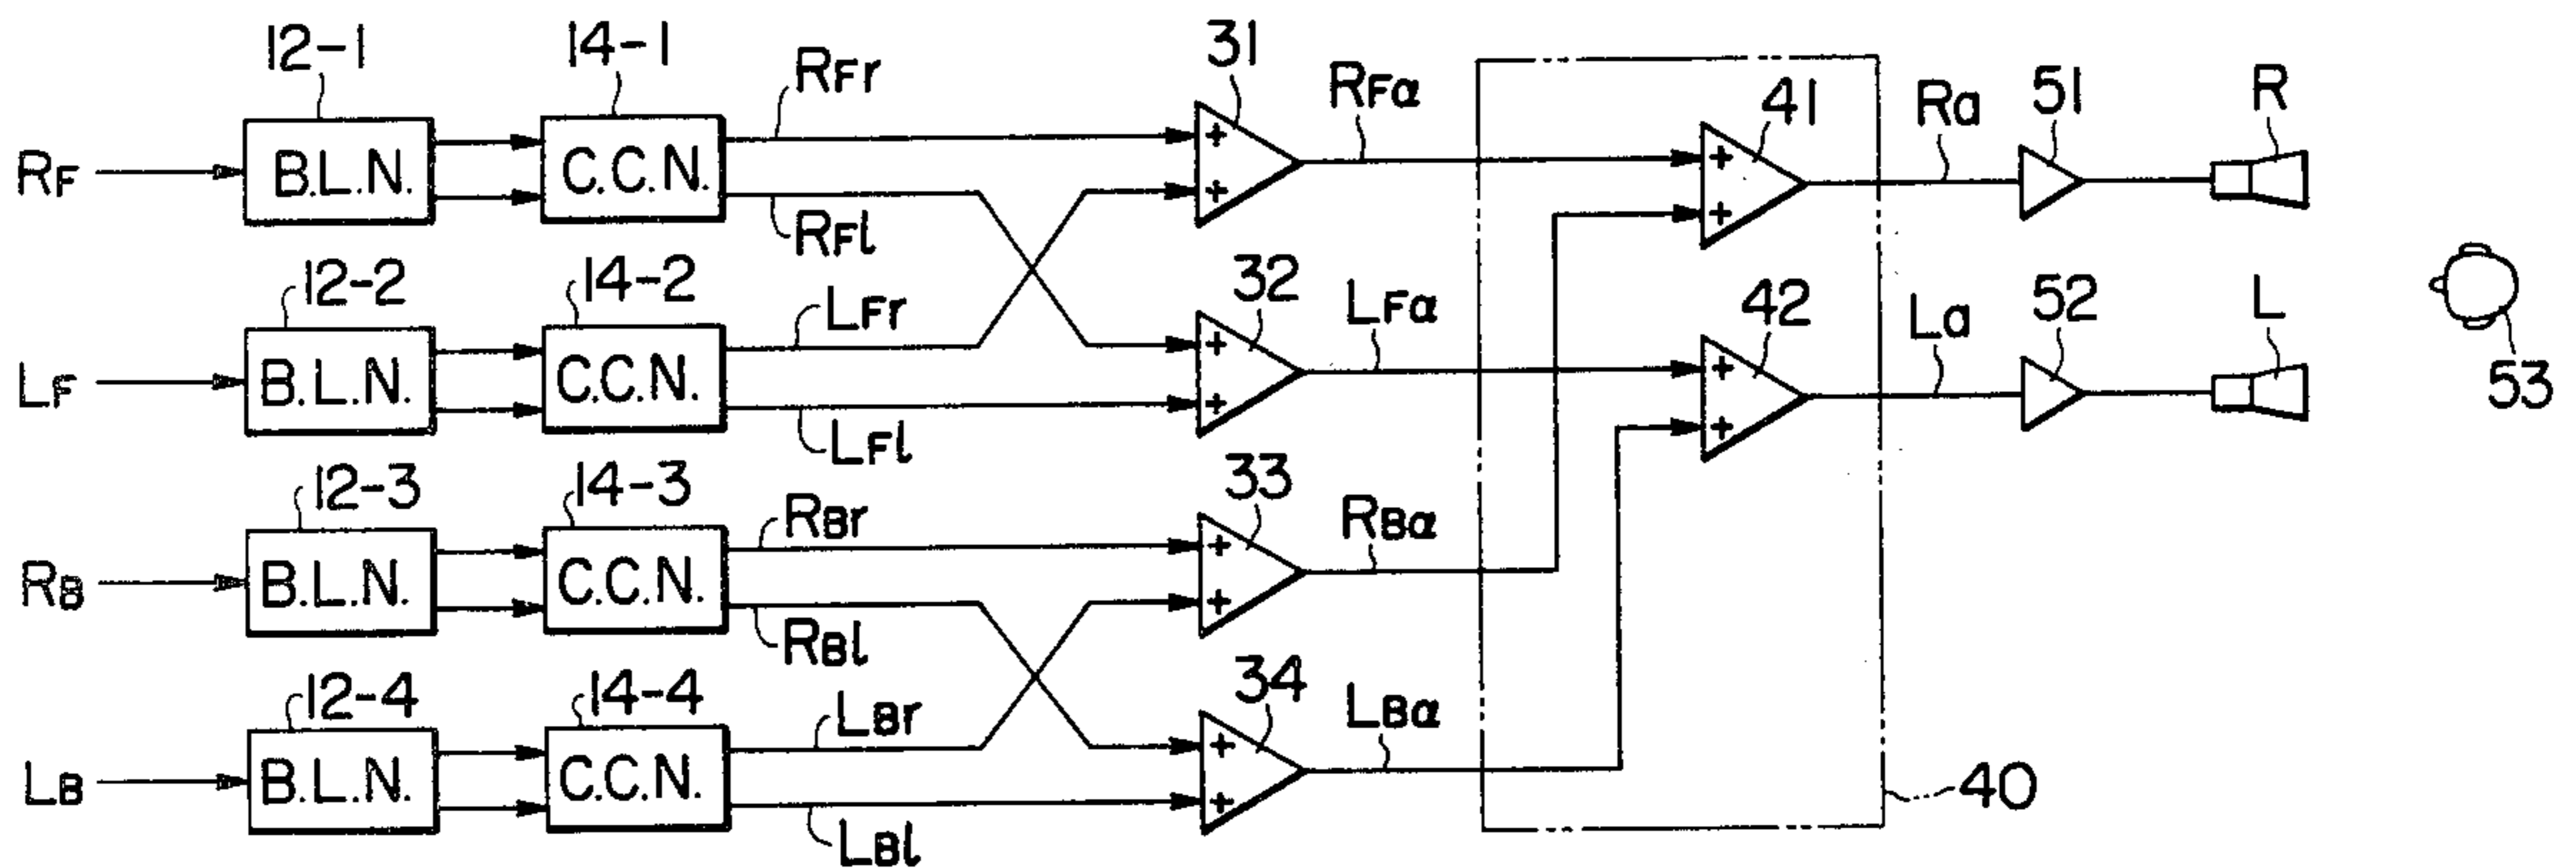 12-1
14-1
RFr
31
RFα
41
Ra
51
R
RF
B.L.N.
C.C.N.
+
+
+
+
RFl
12-2
14-2
LFr
32
LFα
42
La
52
L
53
LF
B.L.N.
C.C.N.
+
+
+
+
LFl
12-3
14-3
RBr
33
RBα
RB
B.L.N.
C.C.N.
+
+
RBl
12-4
14-4
LBr
34
LBα
LB
B.L.N.
C.C.N.
+
+
40
LBl